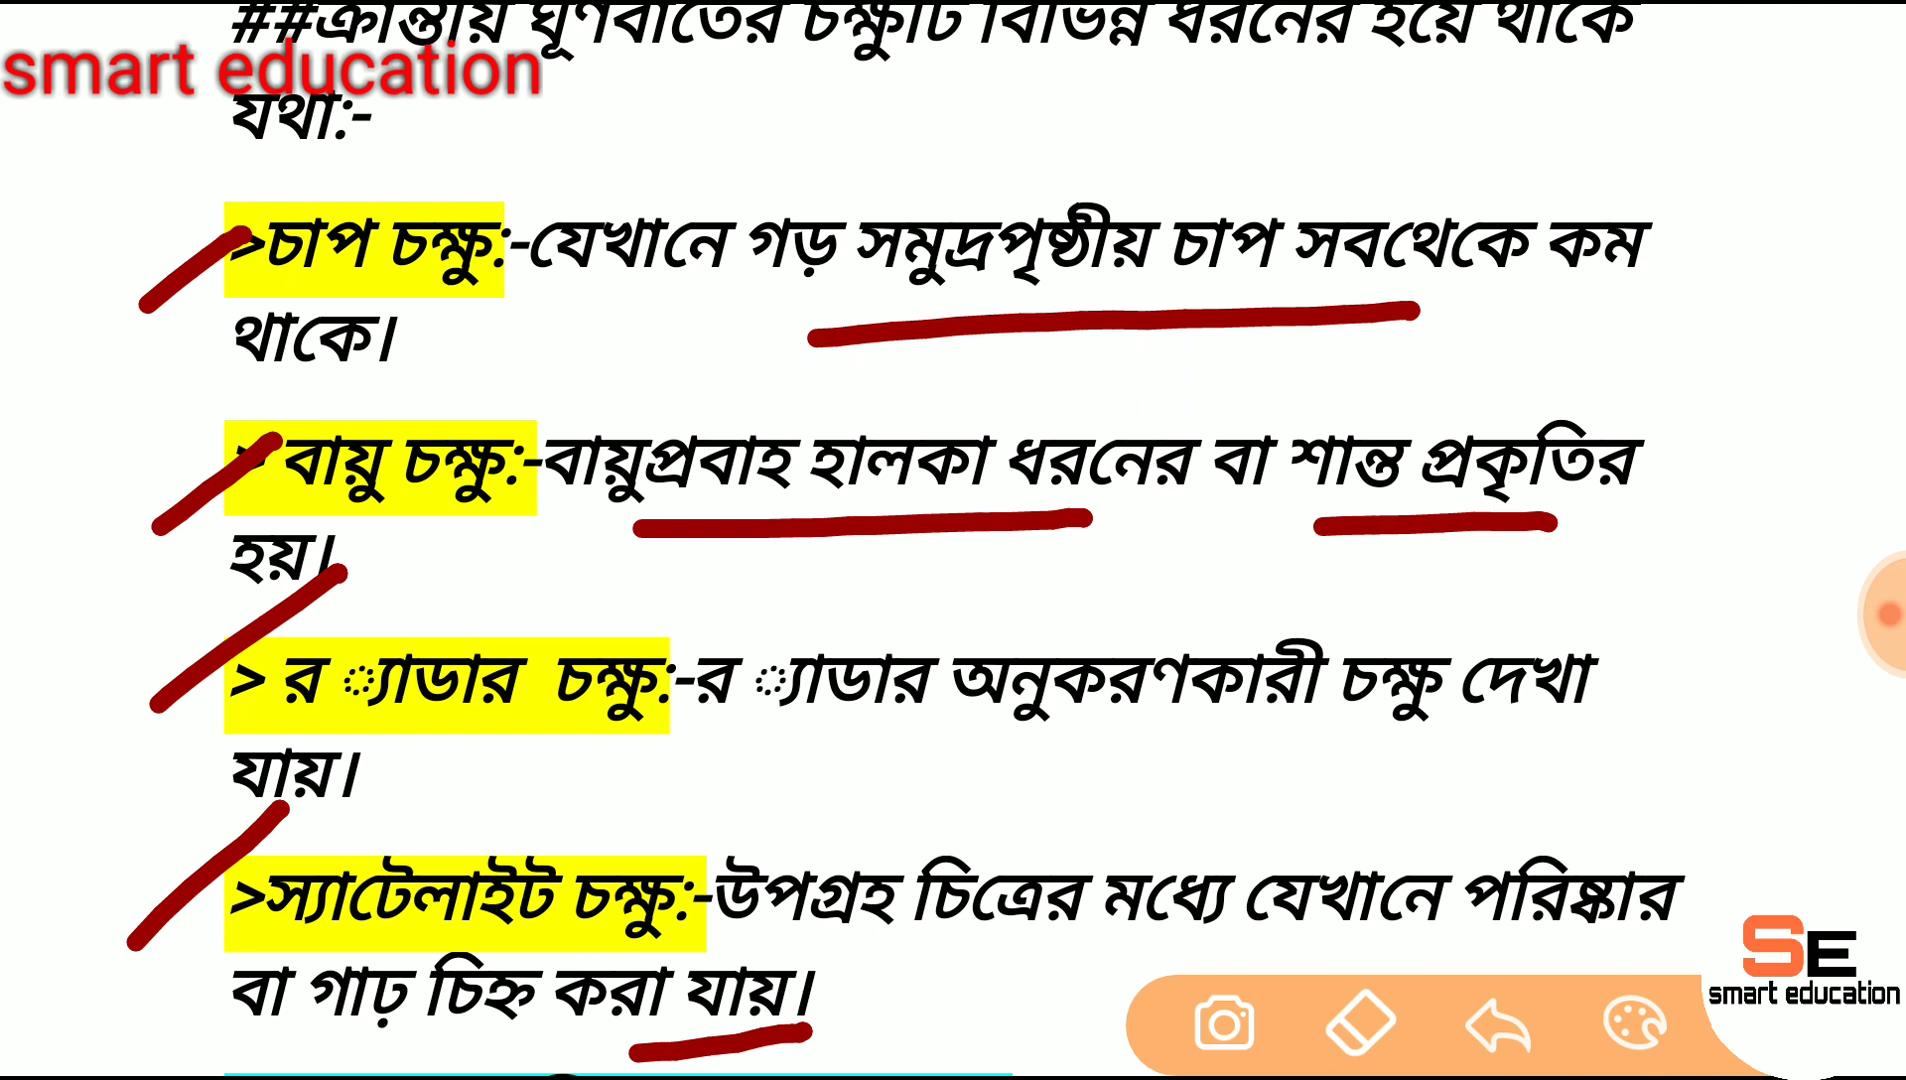 ##ক্রান্তীয় ঘূর্ণবাতের চক্ষুটি বিভিন্ন ধরনের হয়ে থাকে
smart education
যথা:-
>চাপ চক্ষু:-যেখানে গড় সমুদ্রপৃষ্ঠীয় চাপ সবথেকে কম
থাকে।
> বায়ু চক্ষু:-বায়ুপ্রবাহ হালকা ধরনের বা শান্ত প্রকৃতির
হয়।
> র ্যাডার চক্ষু:-র ্যাডার অনুকরণকারী চক্ষু দেখা
যায়।
>স্যাটেলাইট চক্ষু:-উপগ্রহ চিত্রের মধ্যে যেখানে পরিষ্কার
বা গাঢ় চিহ্ন করা যায়।
SE
smart education